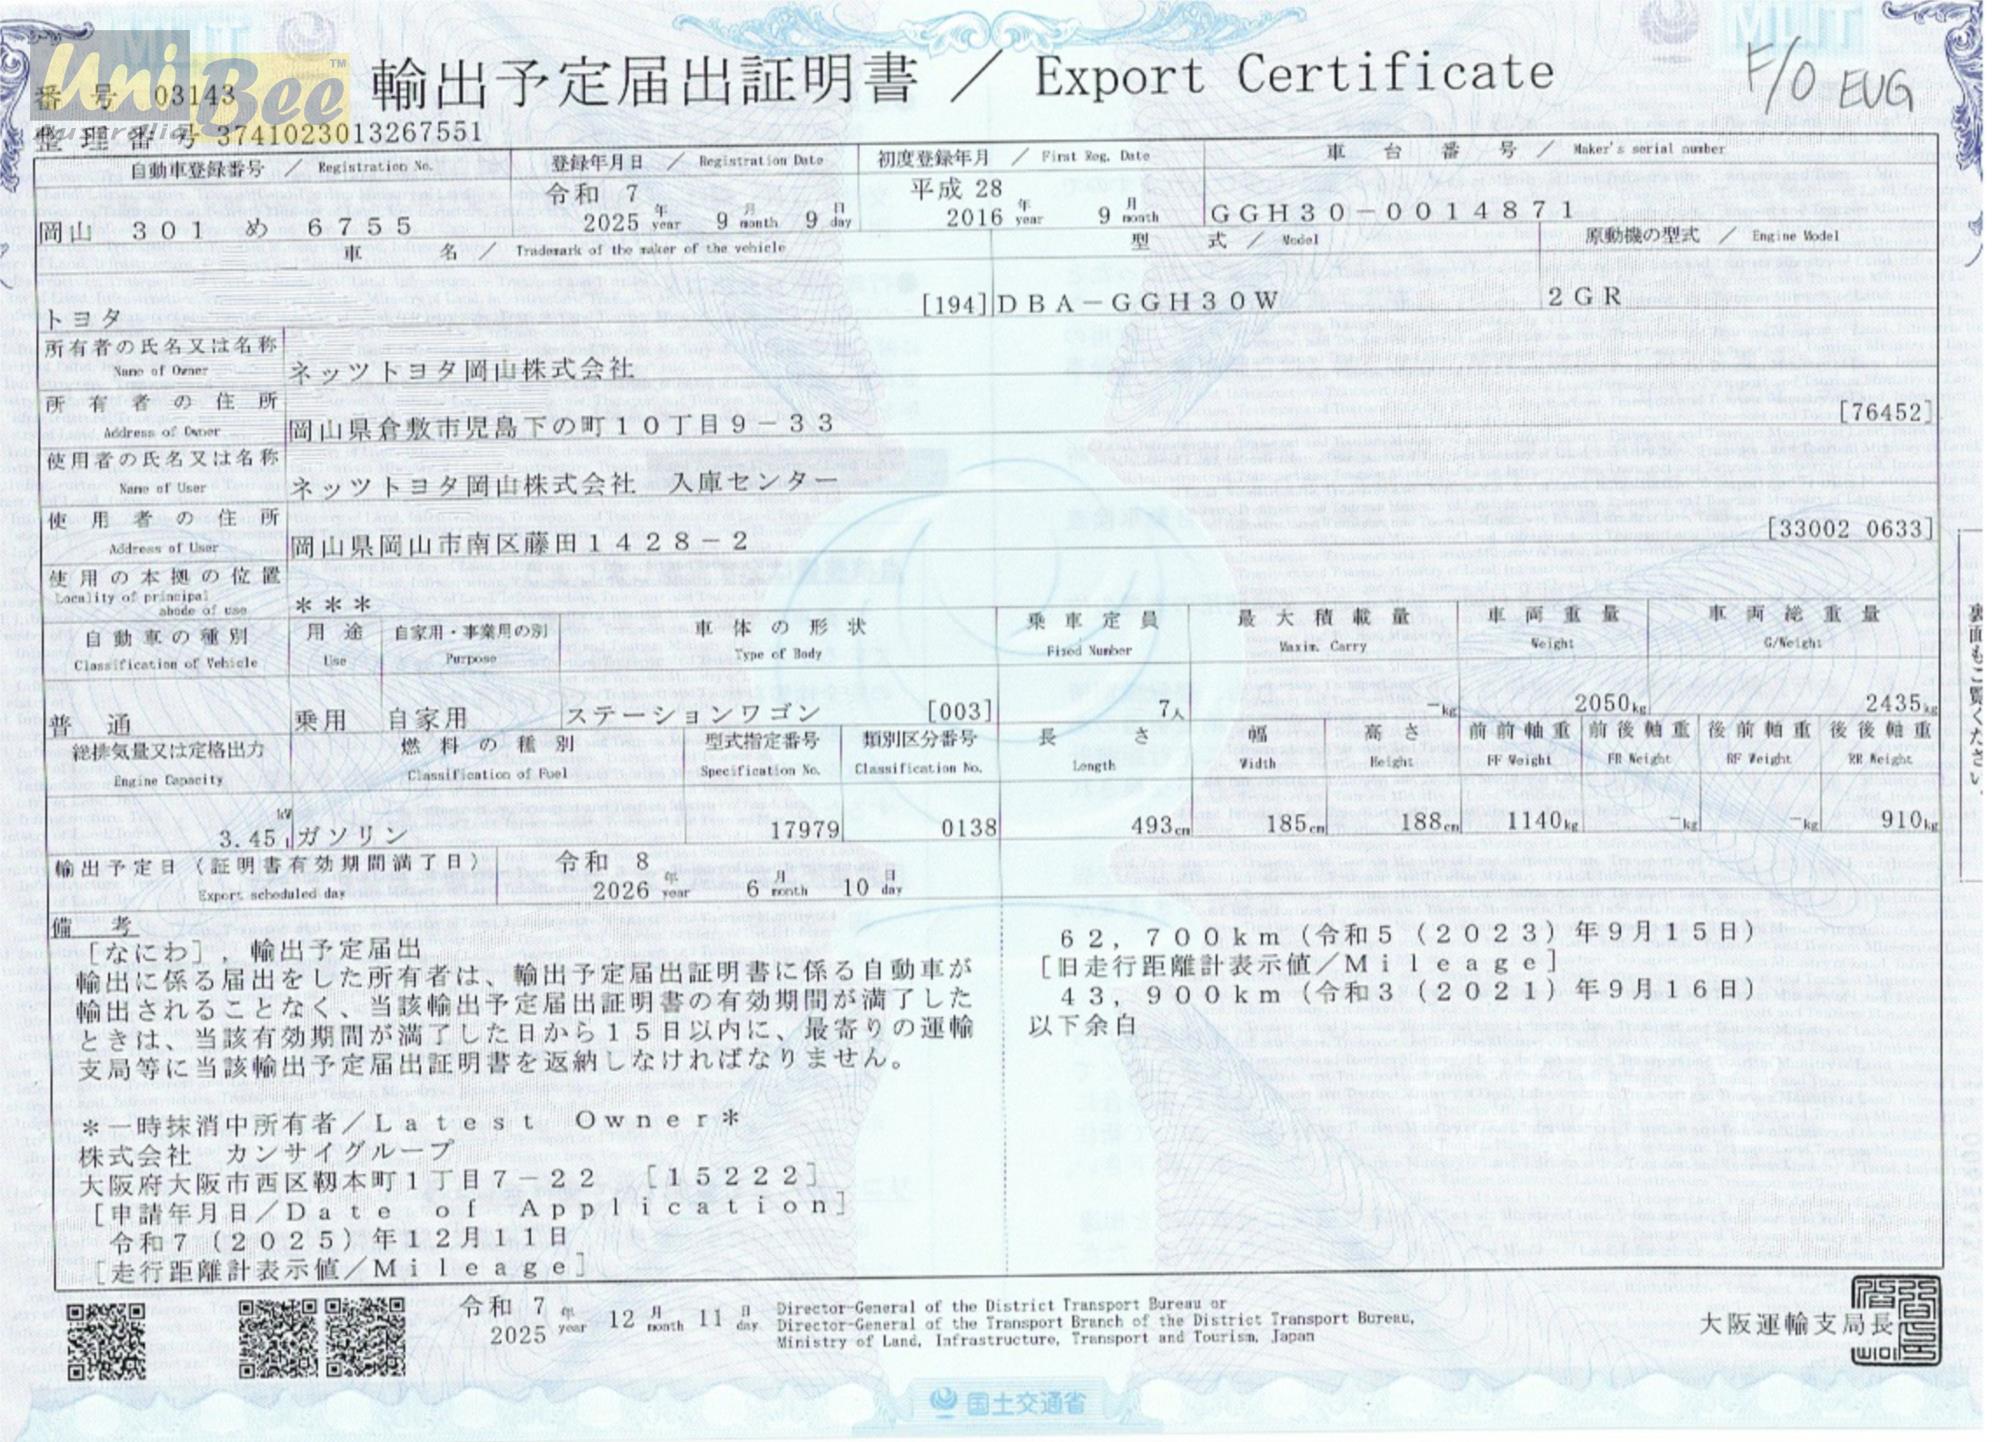 輸出予定届出証明書 ／ Export Certificate
F/O EUG
UniBee™
Australia
番 号 03143
整 理 番 号 37410230132​67551
自動車登録番号 ／ Registration No.
登録年月日 ／ Registration Date
初度登録年月 ／ First Reg. Date
車 台 番 号 ／ Maker's serial number
岡山 301 め 6755
令和 7
2025 年 year 9 月 month 9 日 day
平成 28
2016 年 year 9 月 month
GGH30-0014871
車 名 ／ Trademark of the maker of the vehicle
型 式 ／ Model
原動機の型式 ／ Engine Model
トヨタ [194]
DBA-GGH30W
2GR
所有者の氏名又は名称
Name of Owner
ネッツトヨタ岡山株式会社
所有者の住所
Address of Owner
岡山県倉敷市児島下の町10丁目9-33 [76452]
使用者の氏名又は名称
Name of User
ネッツトヨタ岡山株式会社 入庫センター
使用者の住所
Address of User
岡山県岡山市南区藤田1428-2 [33002 0633]
使用の本拠の位置
Locality of principal abode of use
＊＊＊
自動車の種別 Classification of Vehicle
用途 Use
自家用・事業用の別 Purpose
車体の形状 Type of Body
乗車定員 Fixed Number
最大積載量 Maxim. Carry
車両重量 Weight
車両総重量 G/Weight
普通 乗用 自家用 ステーションワゴン [003] 7人 -kg 2050kg 2435kg
総排気量又は定格出力 Engine Capacity
燃料の種別 Classification of Fuel
型式指定番号 Specification No.
類別区分番号 Classification No.
長さ Length
幅 Width
高さ Height
前前軸重 FF Weight
前後軸重 FR Weight
後前軸重 RF Weight
後後軸重 RR Weight
kW
3.45 L ガソリン 17979 0138 493cm 185cm 188cm 1140kg -kg -kg 910kg
輸出予定日（証明書有効期間満了日）
Export scheduled day
令和 8
2026 年 year 6 月 month 10 日 day
備 考
［なにわ］，輸出予定届出
輸出に係る届出をした所有者は、輸出予定届出証明書に係る自動車が
輸出されることなく、当該輸出予定届出証明書の有効期間が満了した
ときは、当該有効期間が満了した日から15日以内に、最寄りの運輸
支局等に当該輸出予定届出証明書を返納しなければなりません。
＊一時抹消中所有者／Latest Owner＊
株式会社 カンサイグループ
大阪府大阪市西区靱本町1丁目7-22 ［15222］
［申請年月日／Date of Application］
令和7（2025）年12月11日
［走行距離計表示値／Mileage］
62，700km（令和5（2023）年9月15日）
［旧走行距離計表示値／Mileage］
43，900km（令和3（2021）年9月16日）
以下余白
裏面もご覧ください。
令和 7
2025 年 year 12 月 month 11 日 day
Director-General of the District Transport Bureau or
Director-General of the Transport Branch of the District Transport Bureau,
Ministry of Land, Infrastructure, Transport and Tourism, Japan
大阪運輸支局長
国土交通省